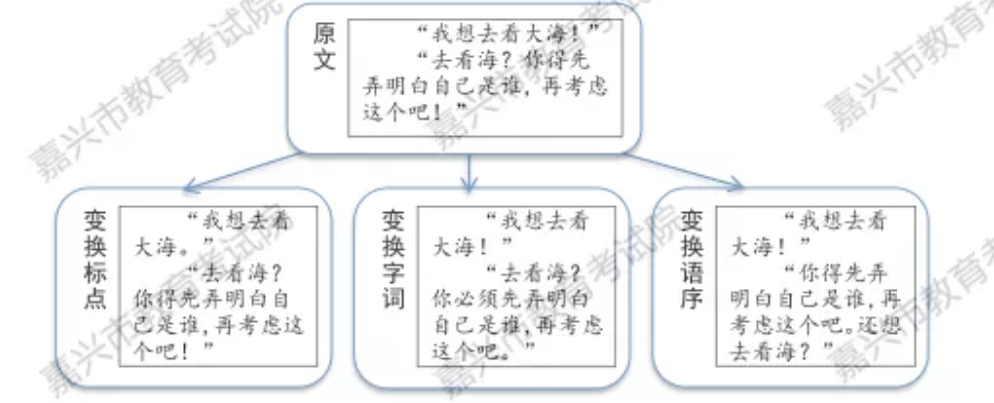 原文
“我想去看大海！”
“去看海？你得先
弄明白自己是谁，再考虑
这个吧！”
变换标点
“我想去看
大海。”
“去看海？
你得先弄明白自
己是谁，再考虑这
个吧！”
变换字词
“我想去看
大海！”
“去看海？
你必须先弄明白
自己是谁，再考虑
这个吧。”
变换语序
“我想去看
大海！”
“你得先弄
明白自己是谁，再
考虑这个吧。还想
去看海？”
嘉兴市教育考试院
嘉兴市教育考试院
嘉兴市教育
嘉兴市教育考试院
嘉兴市教育考试院
嘉兴市教育考